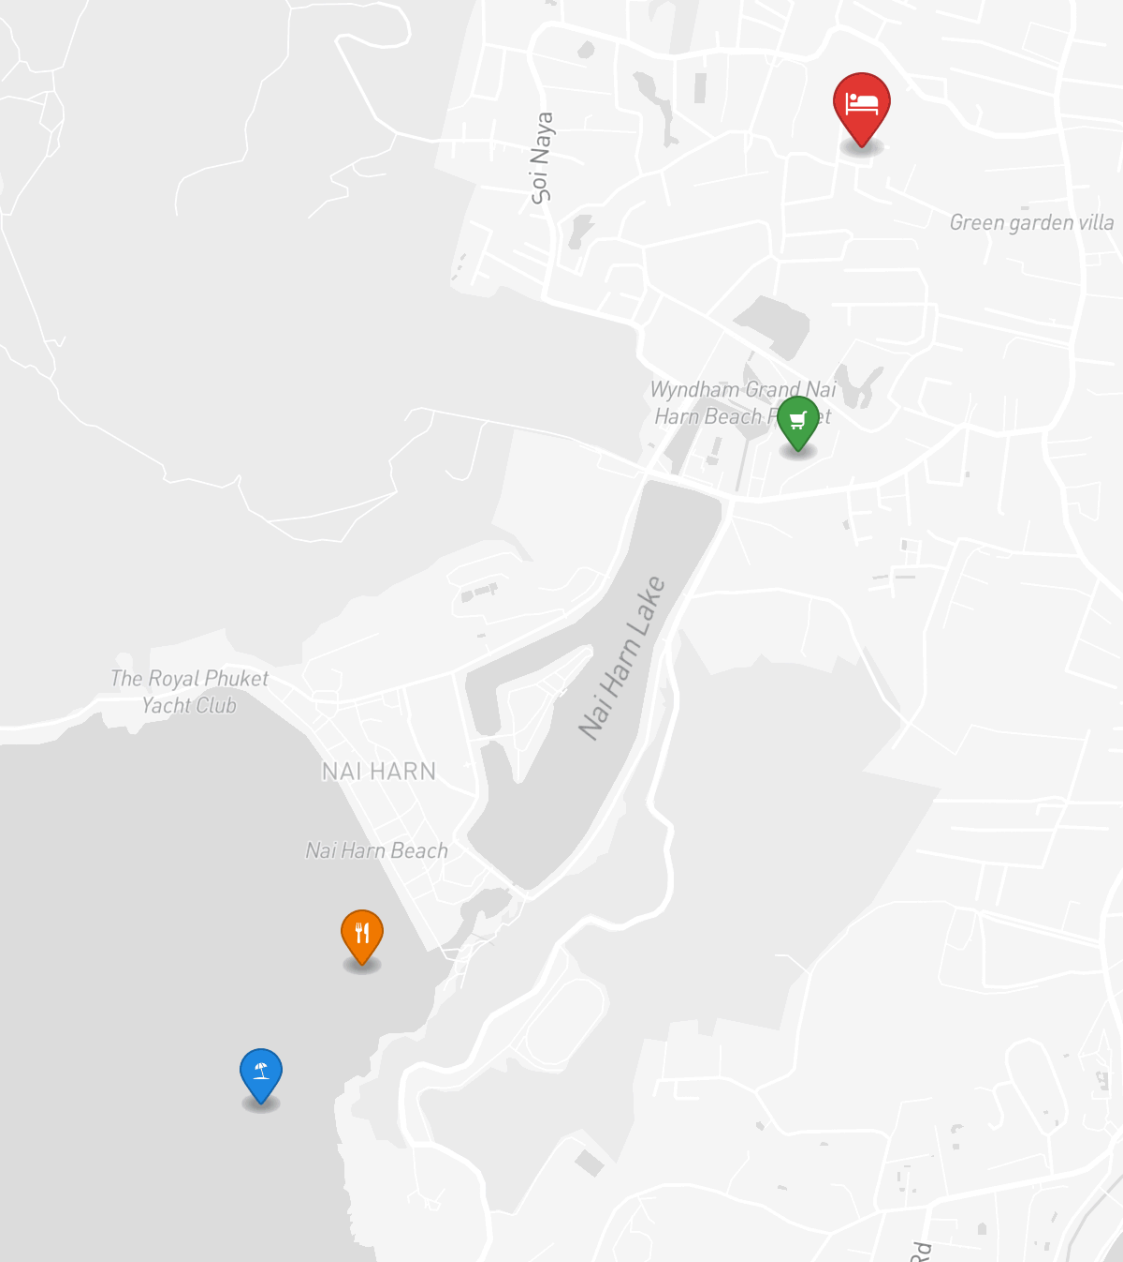 Soi Naya
Green garden villa
Wyndham Grand Nai
Harn Beach
Nai Harn Lake
The Royal Phuket
Yacht Club
NAI HARN
Nai Harn Beach
Rd